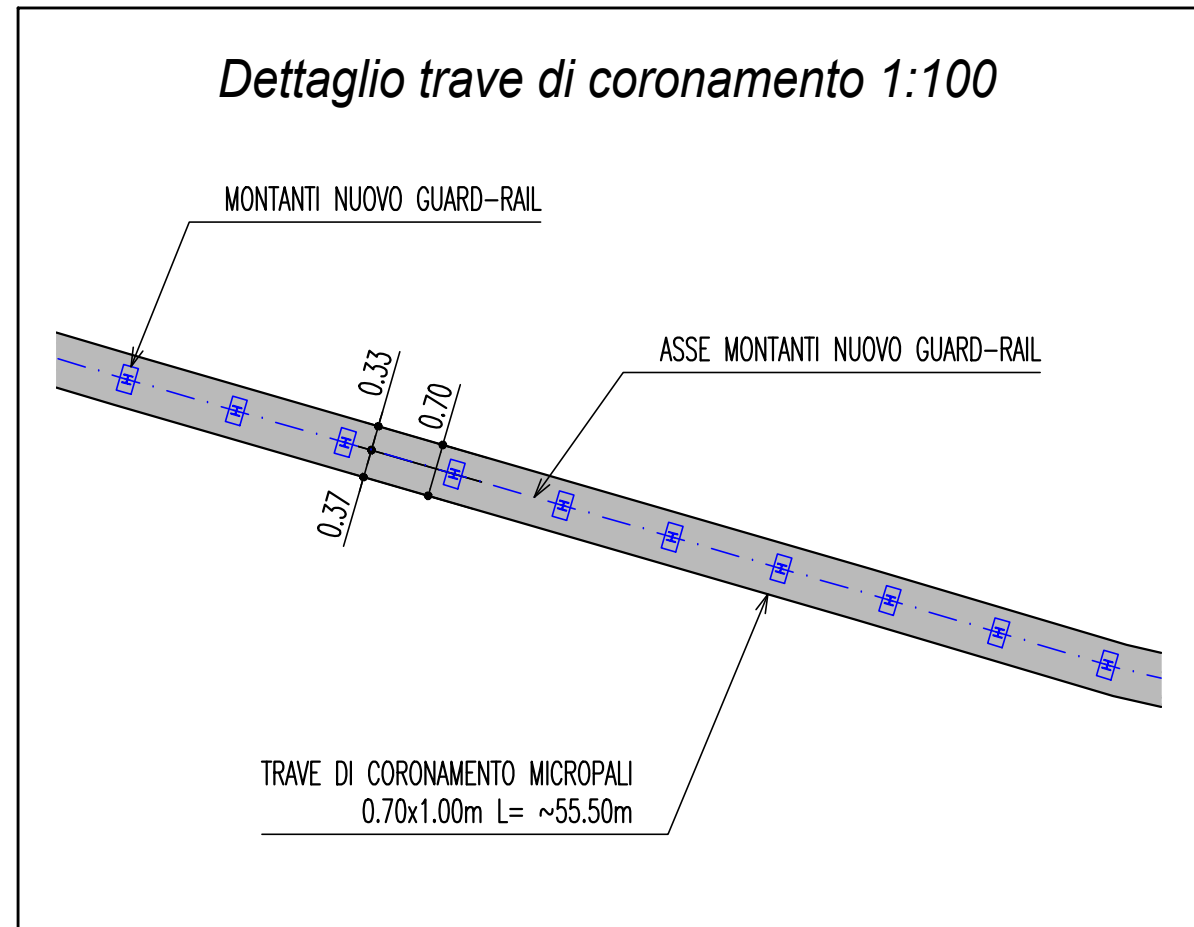 Dettaglio trave di coronamento 1:100
MONTANTI NUOVO GUARD-RAIL
ASSE MONTANTI NUOVO GUARD-RAIL
0.33
0.70
0.37
TRAVE DI CORONAMENTO MICROPALI
0.70x1.00m L= ~55.50m